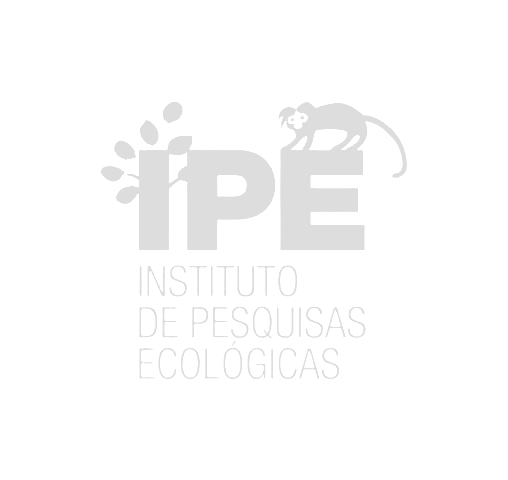 IPÊ
INSTITUTO
DE PESQUISAS
ECOLÓGICAS